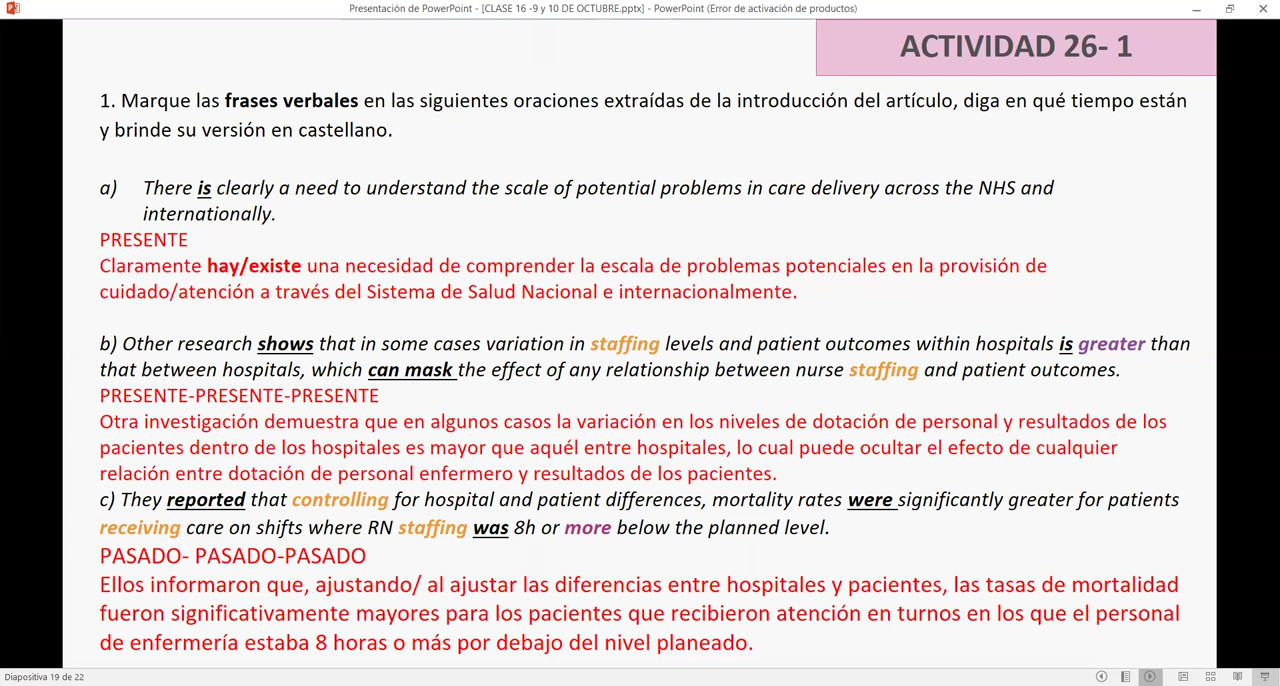 Presentación de PowerPoint - [CLASE 16 -9 y 10 DE OCTUBRE.pptx] - PowerPoint (Error de activación de productos)
ACTIVIDAD 26- 1
1. Marque las frases verbales en las siguientes oraciones extraídas de la introducción del artículo, diga en qué tiempo están
y brinde su versión en castellano.
a) There is clearly a need to understand the scale of potential problems in care delivery across the NHS and
internationally.
PRESENTE
Claramente hay/existe una necesidad de comprender la escala de problemas potenciales en la provisión de
cuidado/atención a través del Sistema de Salud Nacional e internacionalmente.
b) Other research shows that in some cases variation in staffing levels and patient outcomes within hospitals is greater than
that between hospitals, which can mask the effect of any relationship between nurse staffing and patient outcomes.
PRESENTE-PRESENTE-PRESENTE
Otra investigación demuestra que en algunos casos la variación en los niveles de dotación de personal y resultados de los
pacientes dentro de los hospitales es mayor que aquél entre hospitales, lo cual puede ocultar el efecto de cualquier
relación entre dotación de personal enfermero y resultados de los pacientes.
c) They reported that controlling for hospital and patient differences, mortality rates were significantly greater for patients
receiving care on shifts where RN staffing was 8h or more below the planned level.
PASADO- PASADO-PASADO
Ellos informaron que, ajustando/ al ajustar las diferencias entre hospitales y pacientes, las tasas de mortalidad
fueron significativamente mayores para los pacientes que recibieron atención en turnos en los que el personal
de enfermería estaba 8 horas o más por debajo del nivel planeado.
Diapositiva 19 de 22